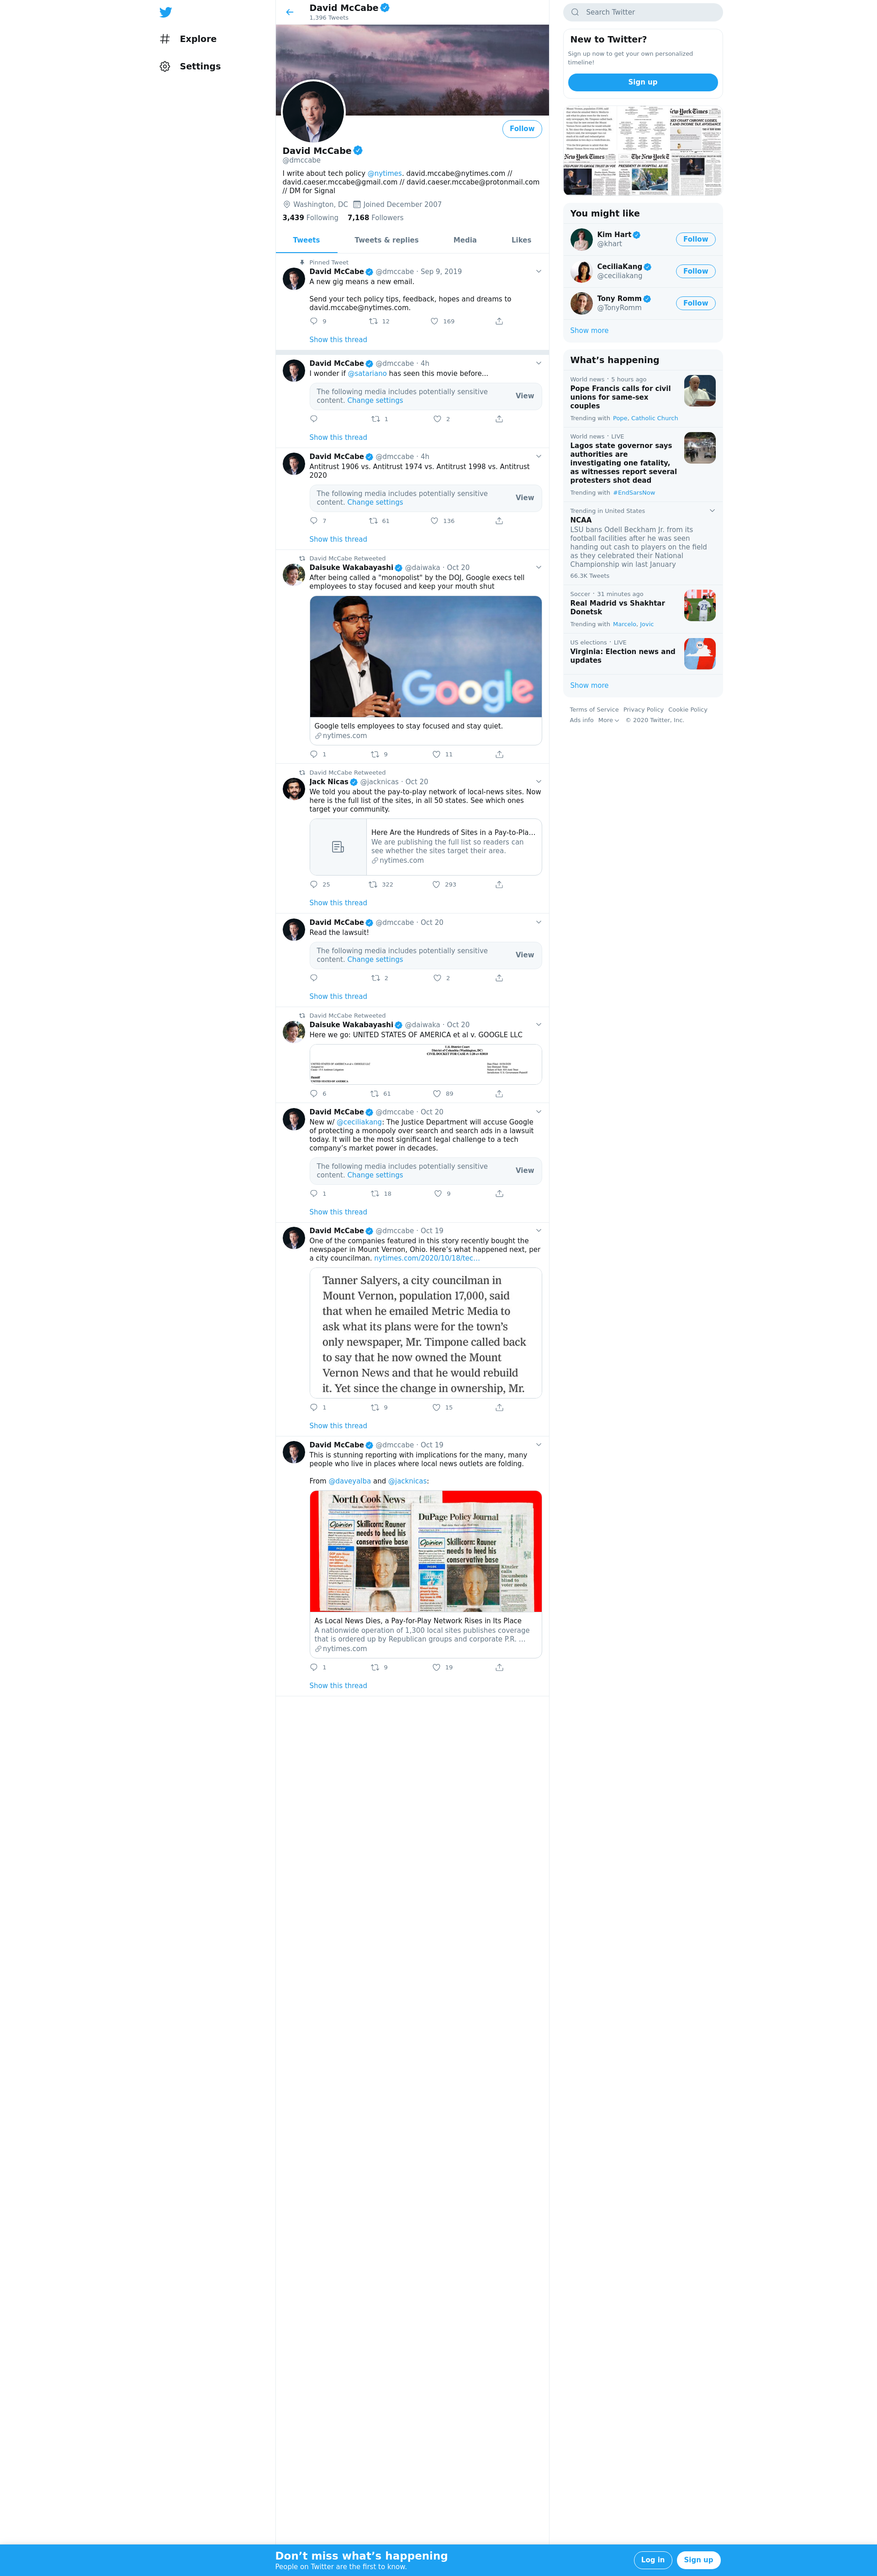 Explore
Settings
David McCabe
1,396 Tweets
Follow
David McCabe
@dmccabe
I write about tech policy @nytimes. david.mccabe@nytimes.com //
david.caeser.mccabe@gmail.com // david.caeser.mccabe@protonmail.com
// DM for Signal
Washington, DC Joined December 2007
3,439 Following 7,168 Followers
Tweets Tweets & replies Media Likes
Pinned Tweet
David McCabe @dmccabe · Sep 9, 2019
A new gig means a new email.
Send your tech policy tips, feedback, hopes and dreams to
david.mccabe@nytimes.com.
9 12 169
Show this thread
David McCabe @dmccabe · 4h
I wonder if @satariano has seen this movie before...
The following media includes potentially sensitive
content. Change settings
View
1 2
Show this thread
David McCabe @dmccabe · 4h
Antitrust 1906 vs. Antitrust 1974 vs. Antitrust 1998 vs. Antitrust
2020
The following media includes potentially sensitive
content. Change settings
View
7 61 136
Show this thread
David McCabe Retweeted
Daisuke Wakabayashi @daiwaka · Oct 20
After being called a "monopolist" by the DOJ, Google execs tell
employees to stay focused and keep your mouth shut
Google
Google tells employees to stay focused and stay quiet.
nytimes.com
1 9 11
David McCabe Retweeted
Jack Nicas @jacknicas · Oct 20
We told you about the pay-to-play network of local-news sites. Now
here is the full list of the sites, in all 50 states. See which ones
target your community.
Here Are the Hundreds of Sites in a Pay-to-Pla...
We are publishing the full list so readers can
see whether the sites target their area.
nytimes.com
25 322 293
Show this thread
David McCabe @dmccabe · Oct 20
Read the lawsuit!
The following media includes potentially sensitive
content. Change settings
View
2 2
Show this thread
David McCabe Retweeted
Daisuke Wakabayashi @daiwaka · Oct 20
Here we go: UNITED STATES OF AMERICA et al v. GOOGLE LLC
U.S. District Court
District of Columbia (Washington, DC)
6 61 89
David McCabe @dmccabe · Oct 20
New w/ @ceciliakang: The Justice Department will accuse Google
of protecting a monopoly over search and search ads in a lawsuit
today. It will be the most significant legal challenge to a tech
company's market power in decades.
The following media includes potentially sensitive
content. Change settings
View
1 18 9
Show this thread
David McCabe @dmccabe · Oct 19
One of the companies featured in this story recently bought the
newspaper in Mount Vernon, Ohio. Here's what happened next, per
a city councilman. nytimes.com/2020/10/18/tec...
Tanner Salyers, a city councilman in
Mount Vernon, population 17,000, said
that when he emailed Metric Media to
ask what its plans were for the town's
only newspaper, Mr. Timpone called back
to say that he now owned the Mount
Vernon News and that he would rebuild
it. Yet since the change in ownership, Mr.
1 9 15
Show this thread
David McCabe @dmccabe · Oct 19
This is stunning reporting with implications for the many, many
people who live in places where local news outlets are folding.
From @daveyalba and @jacknicas:
North Cook News
Opinion
Skillicorn: Rauner
needs to heed his
conservative base
DuPage Policy Journal
Opinion
Skillicorn: Rauner
needs to heed his
conservative base
As Local News Dies, a Pay-for-Play Network Rises in Its Place
A nationwide operation of 1,300 local sites publishes coverage
that is ordered up by Republican groups and corporate P.R. ...
nytimes.com
1 9 19
Show this thread
Search Twitter
New to Twitter?
Sign up now to get your own personalized
timeline!
Sign up
You might like
Kim Hart
@khart
Follow
CeciliaKang
@ceciliakang
Follow
Tony Romm
@TonyRomm
Follow
Show more
What's happening
World news · 5 hours ago
Pope Francis calls for civil
unions for same-sex
couples
Trending with Pope, Catholic Church
World news · LIVE
Lagos state governor says
authorities are
investigating one fatality,
as witnesses report several
protesters shot dead
Trending with #EndSarsNow
Trending in United States
NCAA
LSU bans Odell Beckham Jr. from its
football facilities after he was seen
handing out cash to players on the field
as they celebrated their National
Championship win last January
66.3K Tweets
Soccer · 31 minutes ago
Real Madrid vs Shakhtar
Donetsk
Trending with Marcelo, Jovic
US elections · LIVE
Virginia: Election news and
updates
Show more
Terms of Service Privacy Policy Cookie Policy
Ads info More © 2020 Twitter, Inc.
Don't miss what's happening
People on Twitter are the first to know.
Log in Sign up